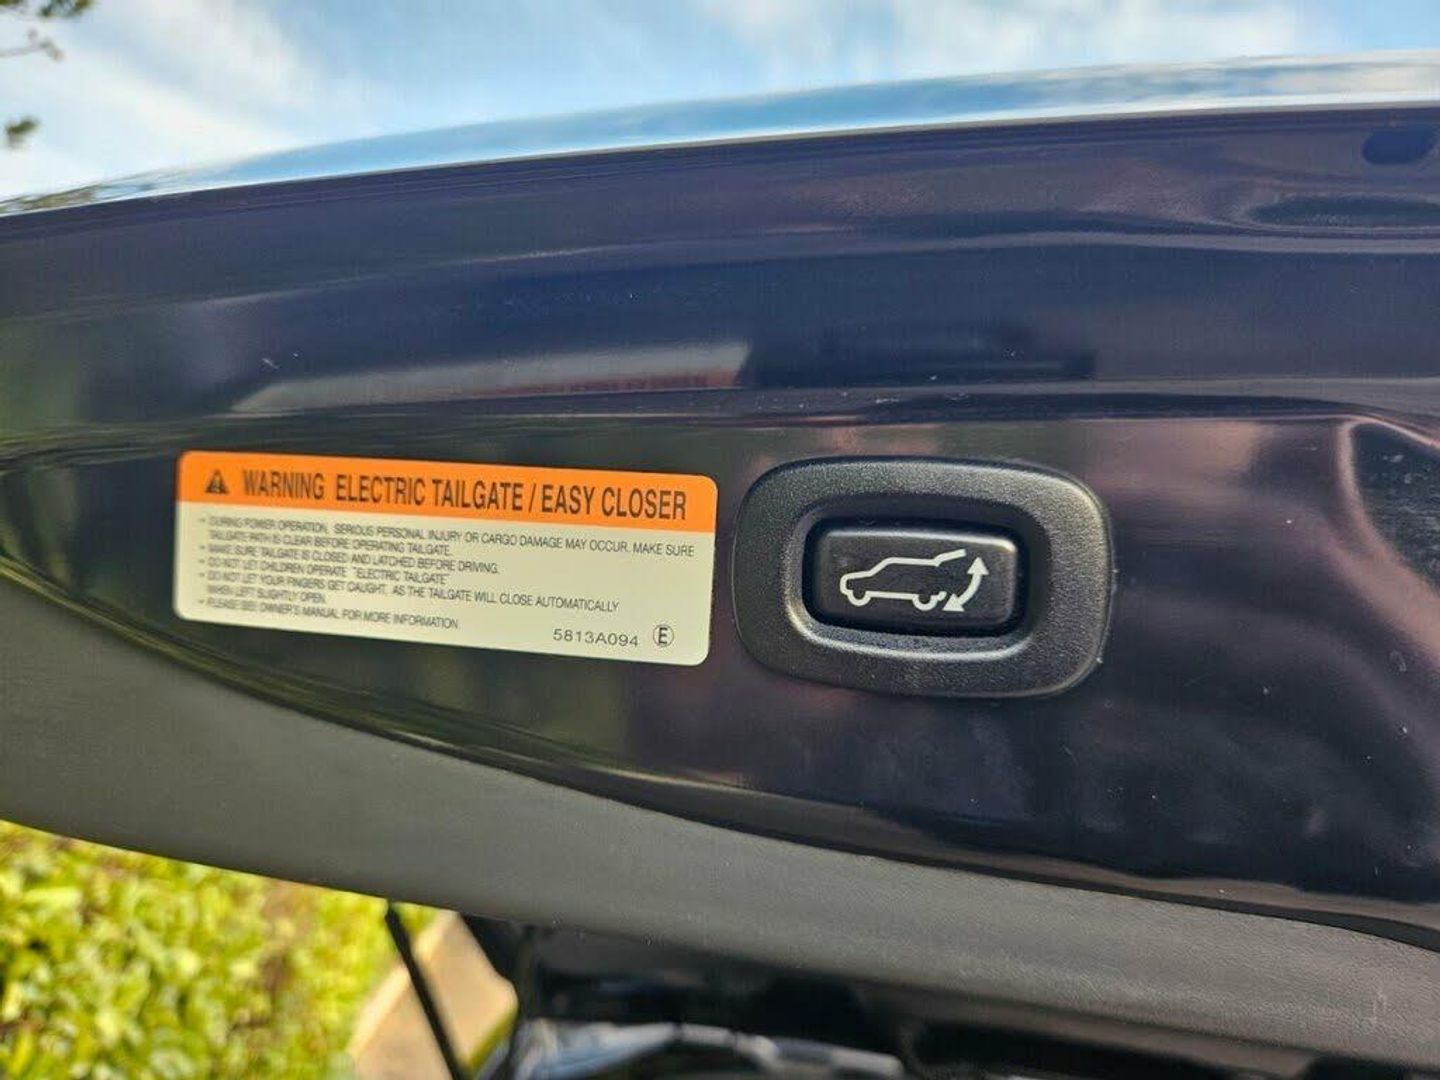 WARNING ELECTRIC TAILGATE / EASY CLOSER
- DURING POWER OPERATION, SERIOUS PERSONAL INJURY OR CARGO DAMAGE MAY OCCUR. MAKE SURE
TAILGATE PATH IS CLEAR BEFORE OPERATING TAILGATE.
- MAKE SURE TAILGATE IS CLOSED AND LATCHED BEFORE DRIVING.
- DO NOT LET CHILDREN OPERATE "ELECTRIC TAILGATE"
- DO NOT LET YOUR FINGERS GET CAUGHT, AS THE TAILGATE WILL CLOSE AUTOMATICALLY
WHEN LEFT SLIGHTLY OPEN.
- PLEASE SEE OWNER'S MANUAL FOR MORE INFORMATION.
5813A094 E